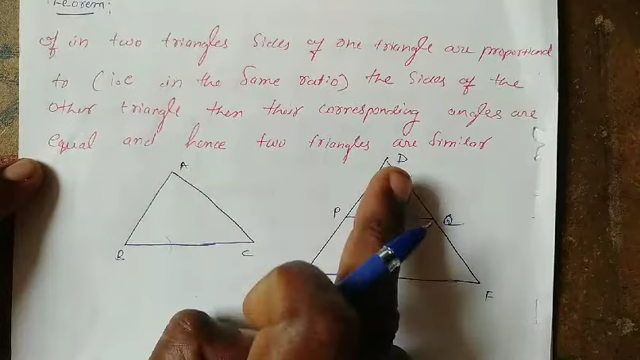 Theorem:
If in two triangles sides of one triangle are proportional
to (i.e in the same ratio) the sides of the
other triangle then their corresponding angles are
equal and hence two triangles are similar
A D
P Q
B C
F